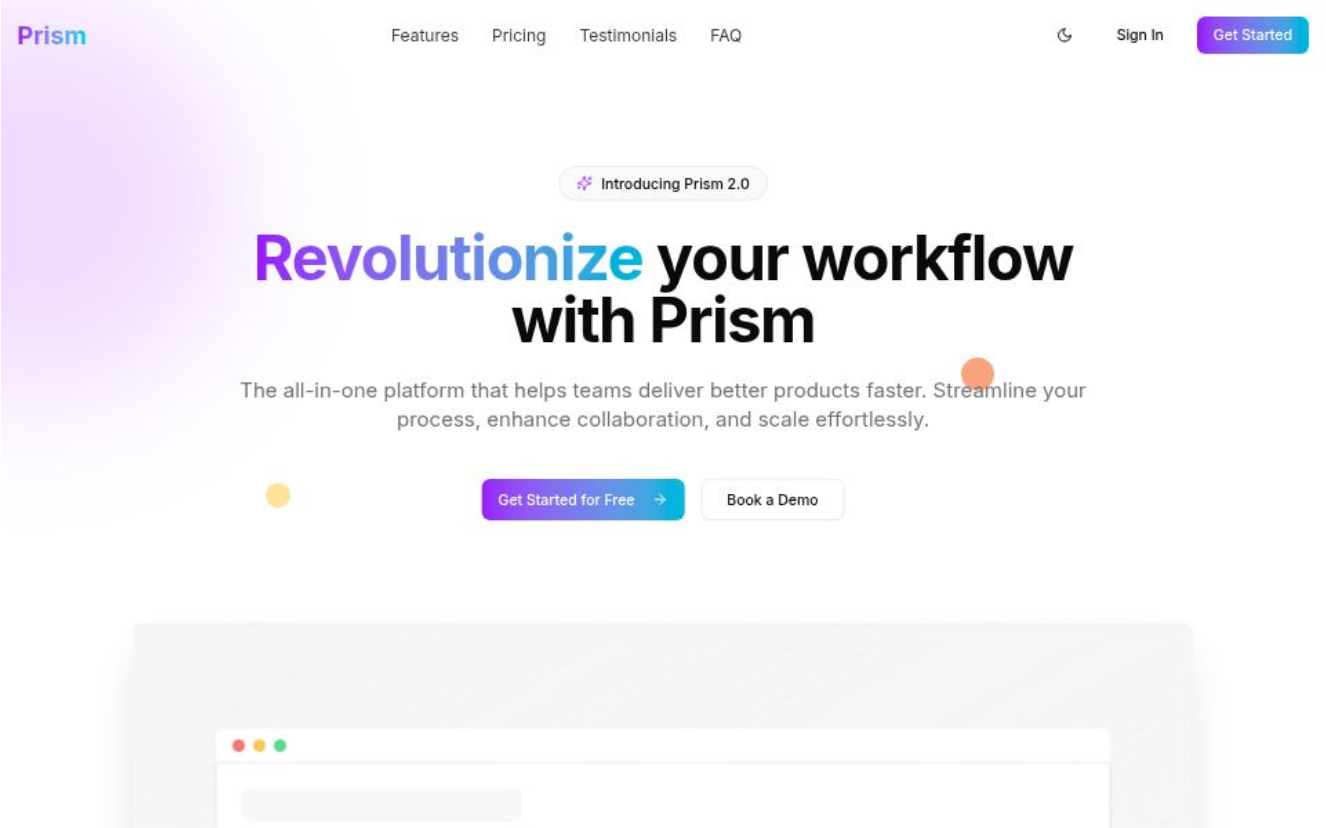 Prism
Features
Pricing
Testimonials
FAQ
Sign In
Get Started
Introducing Prism 2.0
Revolutionize your workflow
with Prism
The all-in-one platform that helps teams deliver better products faster. Streamline your
process, enhance collaboration, and scale effortlessly.
Get Started for Free
Book a Demo